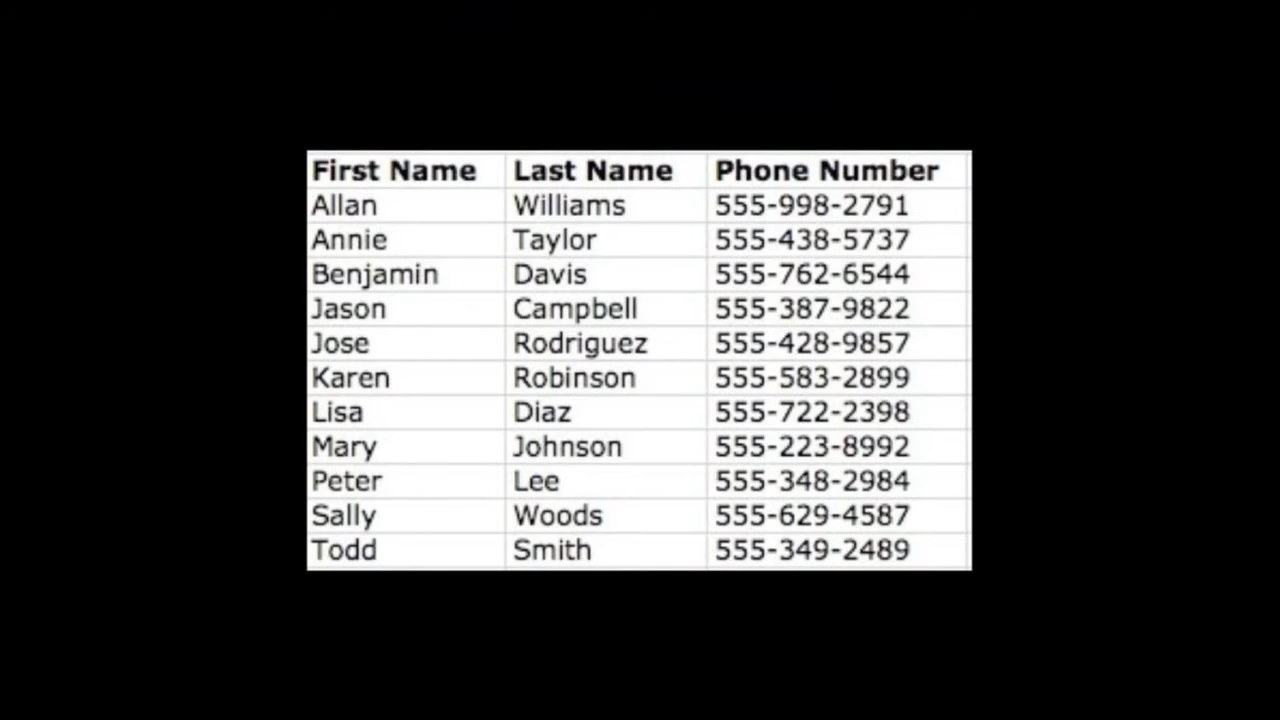 First Name Last Name Phone Number
Allan Williams 555-998-2791
Annie Taylor 555-438-5737
Benjamin Davis 555-762-6544
Jason Campbell 555-387-9822
Jose Rodriguez 555-428-9857
Karen Robinson 555-583-2899
Lisa Diaz 555-722-2398
Mary Johnson 555-223-8992
Peter Lee 555-348-2984
Sally Woods 555-629-4587
Todd Smith 555-349-2489